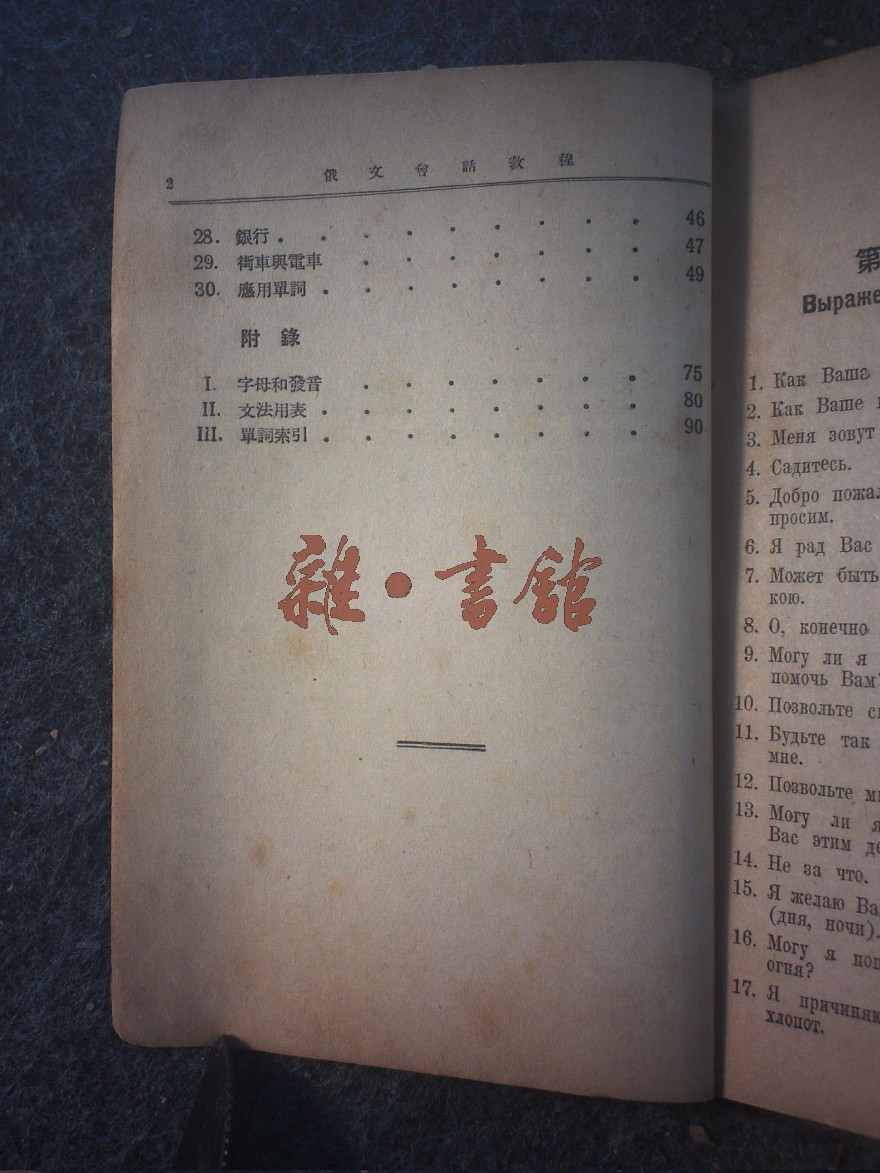 2 俄文會話教程
28. 銀行 . . . . . . . . . 46
29. 街車與電車 . . . . . . . 47
30. 應用單詞 . . . . . . . . 49
附錄
I. 字母和發音 . . . . . . . 75
II. 文法用表 . . . . . . . . 80
III. 單詞索引 . . . . . . . . 90
雜•書館
第
Выраже
1. Как Ваша
2. Как Ваше
3. Меня зовут
4. Садитесь.
5. Добро пожал
просим.
6. Я рад Вас
7. Может быть
кою.
8. О, конечно
9. Могу ли я
помочь Вам?
10. Позвольте
11. Будьте так
мне.
12. Позвольте
13. Могу ли я
Вас этим
14. Не за что.
15. Я желаю Ва
(дня, ночи).
16. Могу я
огня?
17. Я причиняю
хлопот.